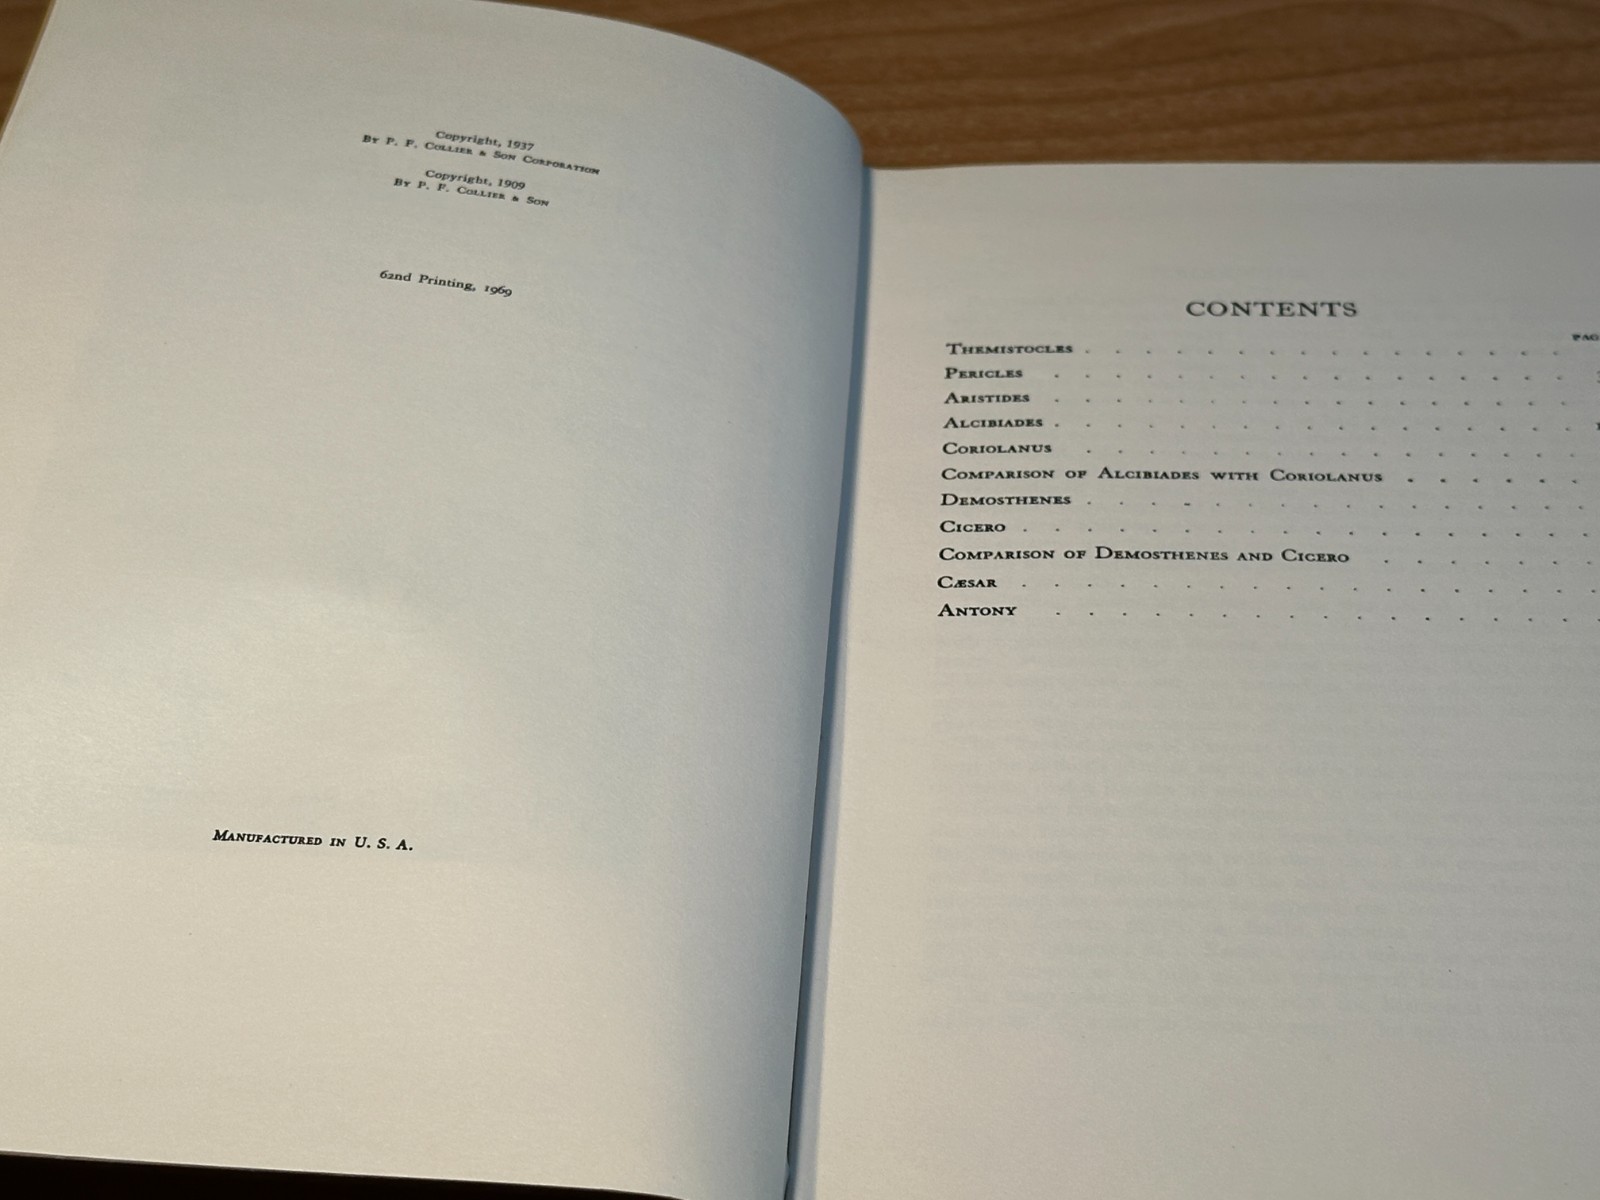 Copyright, 1937
By P. F. Collier & Son Corporation
Copyright, 1909
By P. F. Collier & Son
62nd Printing, 1969
Manufactured in U. S. A.
CONTENTS
Themistocles . . . . . . . . . . . . . . . .
Pericles . . . . . . . . . . . . . . . . .
Aristides . . . . . . . . . . . . . . . . .
Alcibiades . . . . . . . . . . . . . . . . . .
Coriolanus . . . . . . . . . . . . . . . .
Comparison of Alcibiades with Coriolanus . . . . . .
Demosthenes . . . . . . . . . . . . . . . .
Cicero . . . . . . . . . . . . . . . . . .
Comparison of Demosthenes and Cicero . . . . . . .
Cæsar . . . . . . . . . . . . . . . . . .
Antony . . . . . . . . . . . . . . . . .